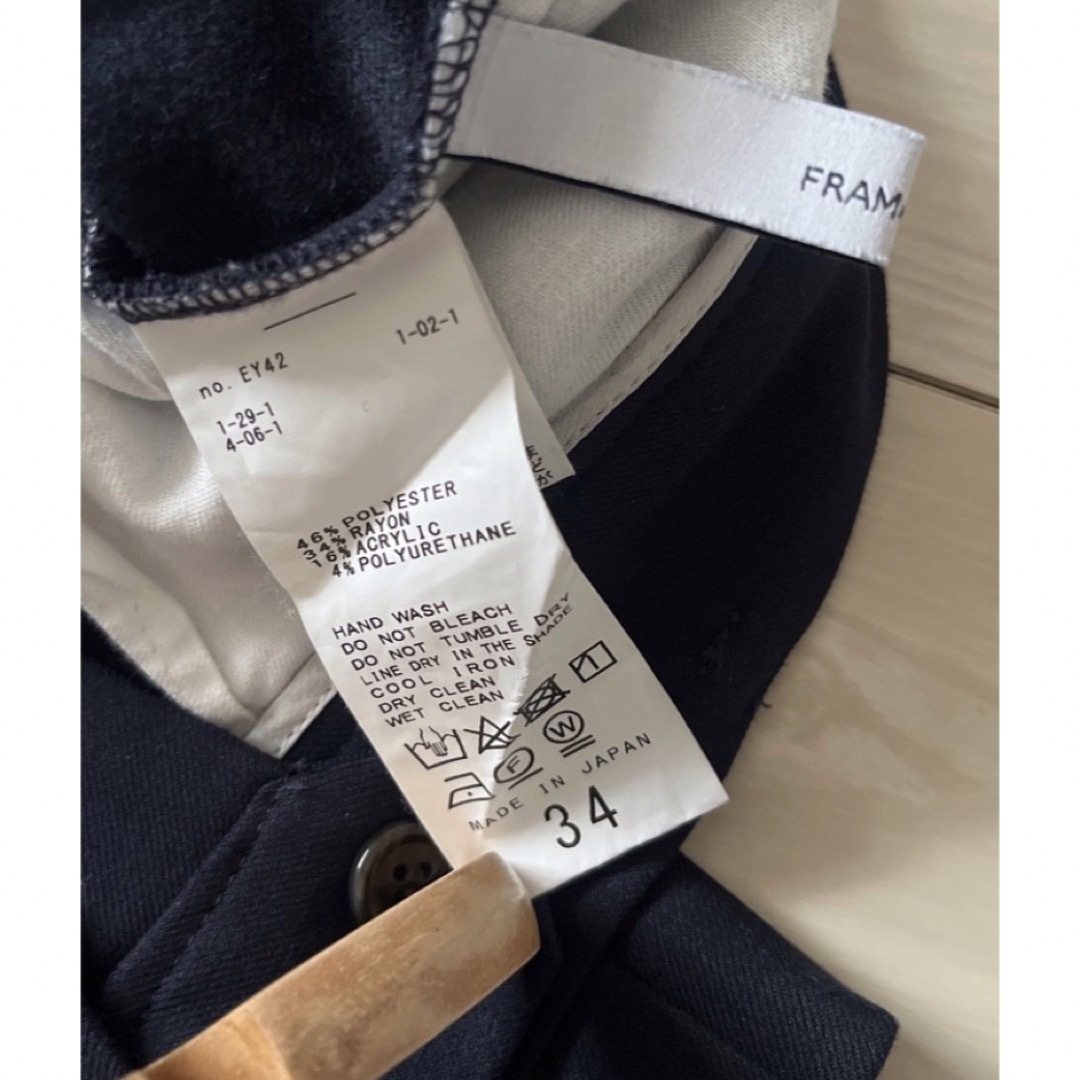 FRAM
1-02-1
no. EY42
1-29-1
4-06-1
46% POLYESTER
34% RAYON
16% ACRYLIC
4% POLYURETHANE
HAND WASH
DO NOT BLEACH
DO NOT TUMBLE DRY
LINE DRY IN THE SHADE
COOL IRON
DRY CLEAN
WET CLEAN
F W
MADE IN JAPAN
34